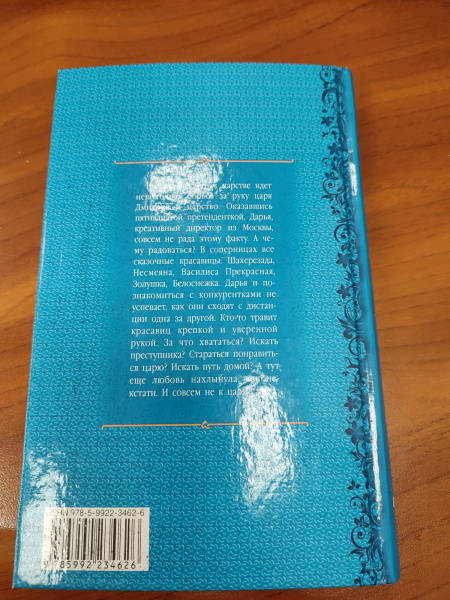 царстве идет
за руку царя
царство. Оказавшись
пятнадцатой претенденткой, Дарья,
креативный директор из Москвы,
совсем не рада этому факту. А че-
му радоваться? В соперницах все
сказочные красавицы: Шахерезада,
Несмеяна, Василиса Прекрасная,
Золушка, Белоснежка. Дарья и по-
знакомиться с конкурентками не
успевает, как они сходят с дистан-
ции одна за другой. Кто-то травит
красавиц крепкой и уверенной
рукой. За что хвататься? Искать
преступника? Стараться понравить-
ся царю? Искать путь домой? А тут
еще любовь нахлынула
кстати. И совсем не к
ISBN 978-5-9922-3462-6
9785992234626